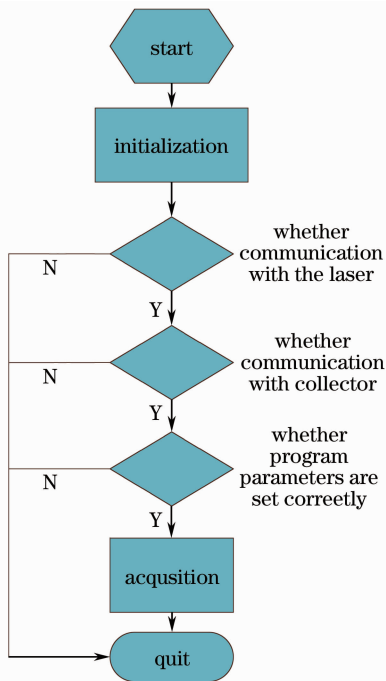 start
initialization
whether
communication
with the laser
N
Y
whether
communication
with collector
N
Y
whether
program
parameters are
set correetly
N
Y
acqusition
quit